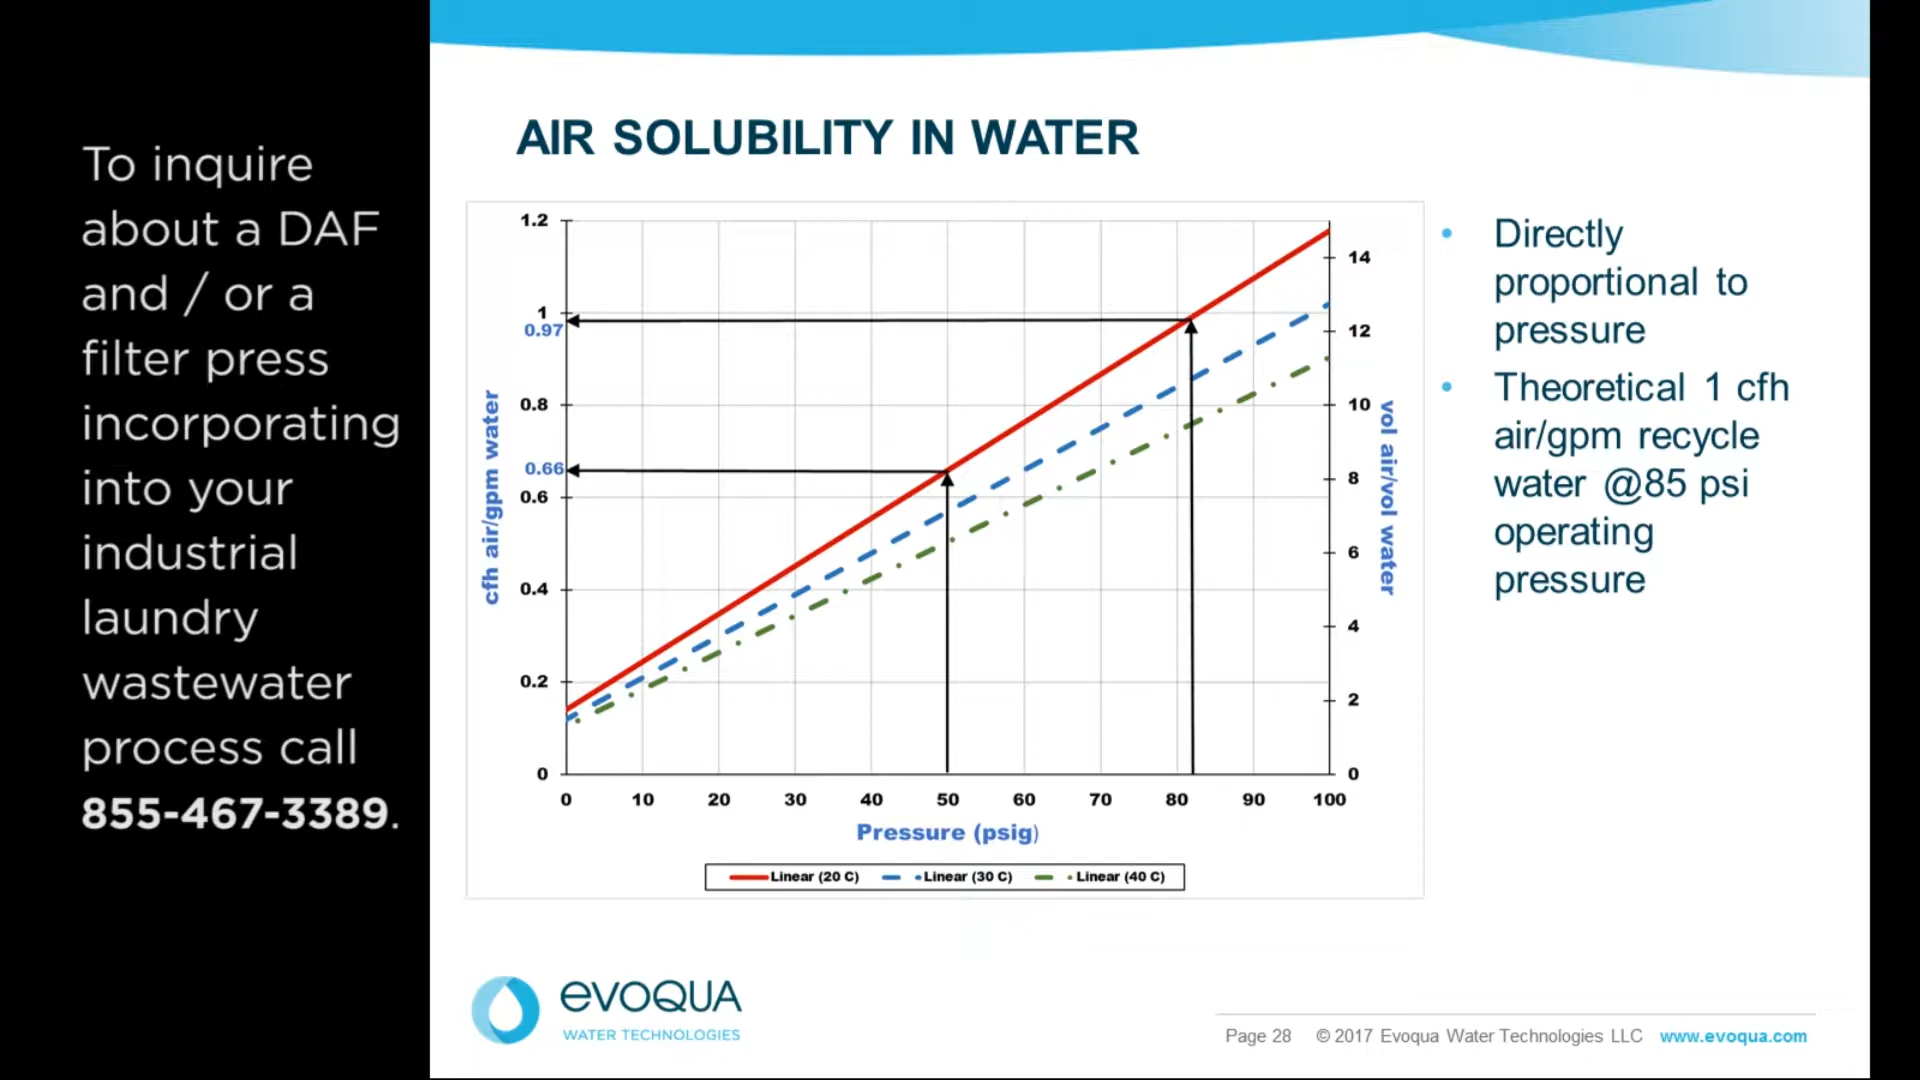 To inquire
about a DAF
and / or a
filter press
incorporating
into your
industrial
laundry
wastewater
process call
855-467-3389.
AIR SOLUBILITY IN WATER
1.2
1
0.97
0.8
0.66
0.6
0.4
0.2
0
cfh air/gpm water
14
12
10
8
6
4
2
0
vol air/vol water
0 10 20 30 40 50 60 70 80 90 100
Pressure (psig)
Linear (20 C) Linear (30 C) Linear (40 C)
• Directly
proportional to
pressure
• Theoretical 1 cfh
air/gpm recycle
water @85 psi
operating
pressure
evoQUA
WATER TECHNOLOGIES
Page 28 © 2017 Evoqua Water Technologies LLC www.evoqua.com